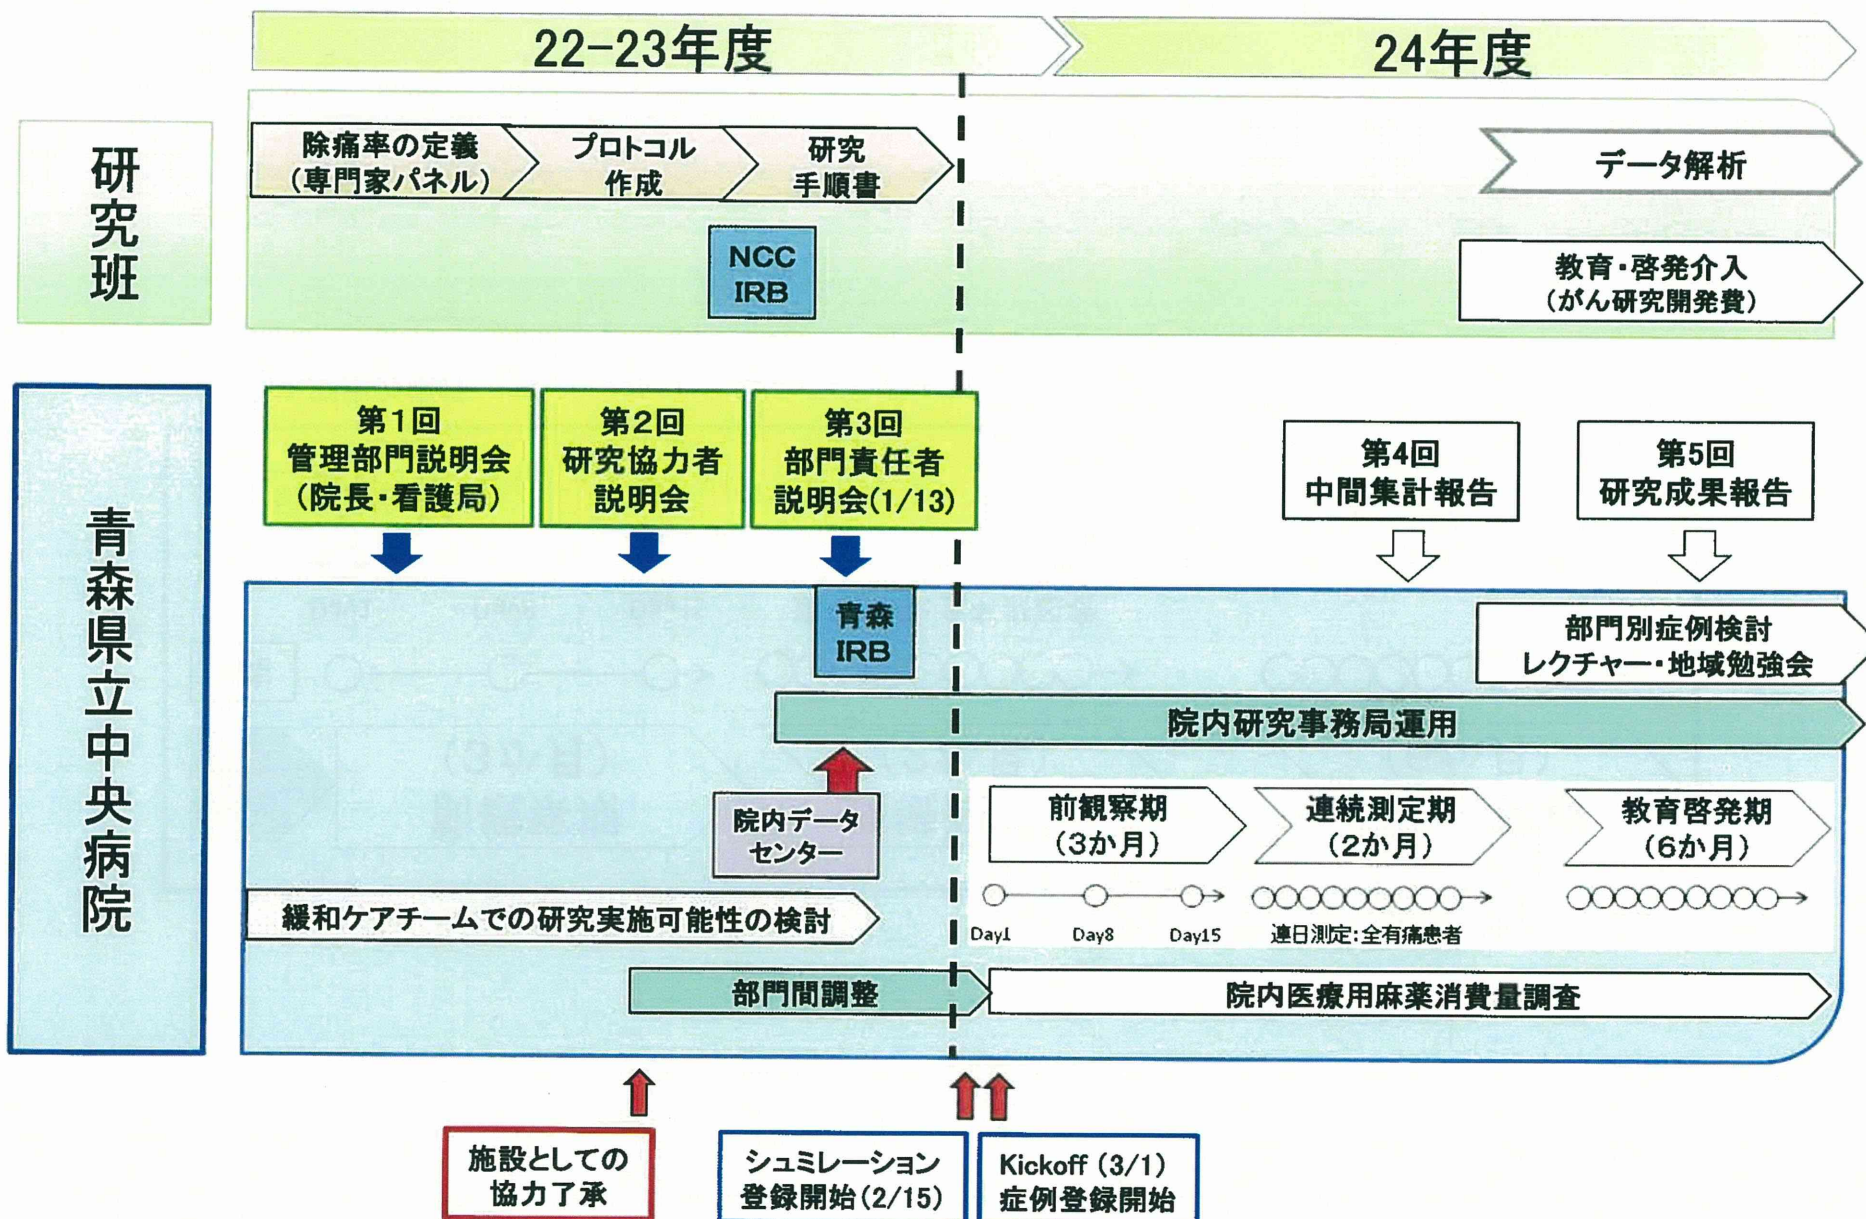 22-23年度
24年度
研究班
除痛率の定義
(専門家パネル)
プロトコル
作成
研究
手順書
データ解析
NCC
IRB
教育・啓発介入
(がん研究開発費)
青森県立中央病院
第1回
管理部門説明会
(院長・看護局)
第2回
研究協力者
説明会
第3回
部門責任者
説明会(1/13)
第4回
中間集計報告
第5回
研究成果報告
青森
IRB
部門別症例検討
レクチャー・地域勉強会
院内研究事務局運用
院内データ
センター
前観察期
(3か月)
連続測定期
(2か月)
教育啓発期
(6か月)
緩和ケアチームでの研究実施可能性の検討
Day1
Day8
Day15
連日測定:全有痛患者
部門間調整
院内医療用麻薬消費量調査
施設としての
協力了承
シュミレーション
登録開始(2/15)
Kickoff (3/1)
症例登録開始